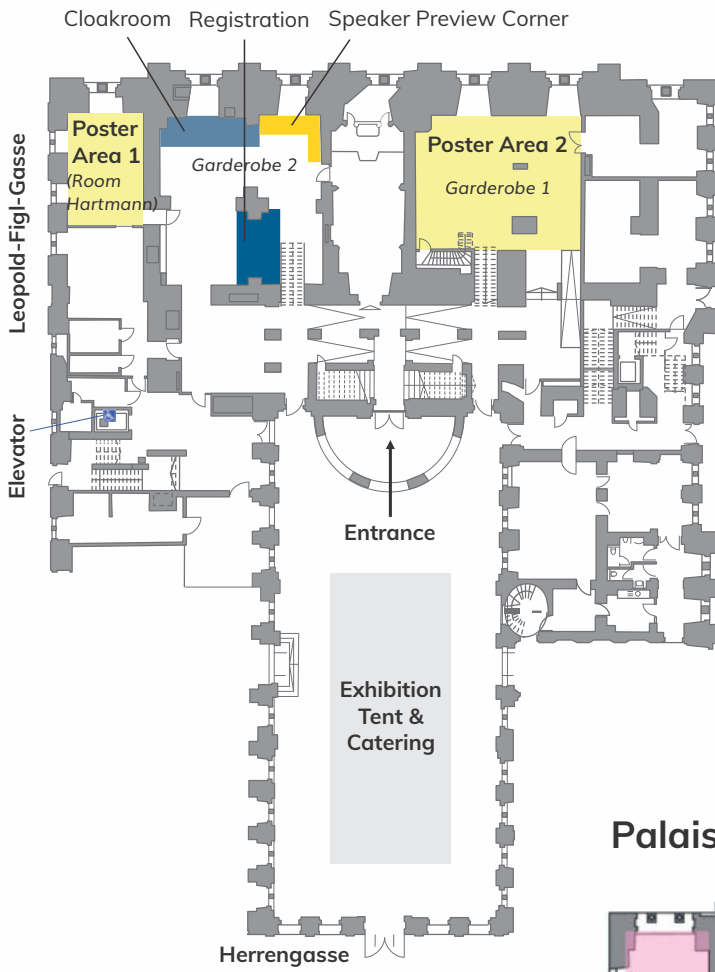 Cloakroom
Registration
Speaker Preview Corner
Poster
Area 1
(Room
Hartmann)
Garderobe 2
Poster Area 2
Garderobe 1
Leopold-Figl-Gasse
Elevator
Entrance
Exhibition
Tent &
Catering
Palais
Herrengasse